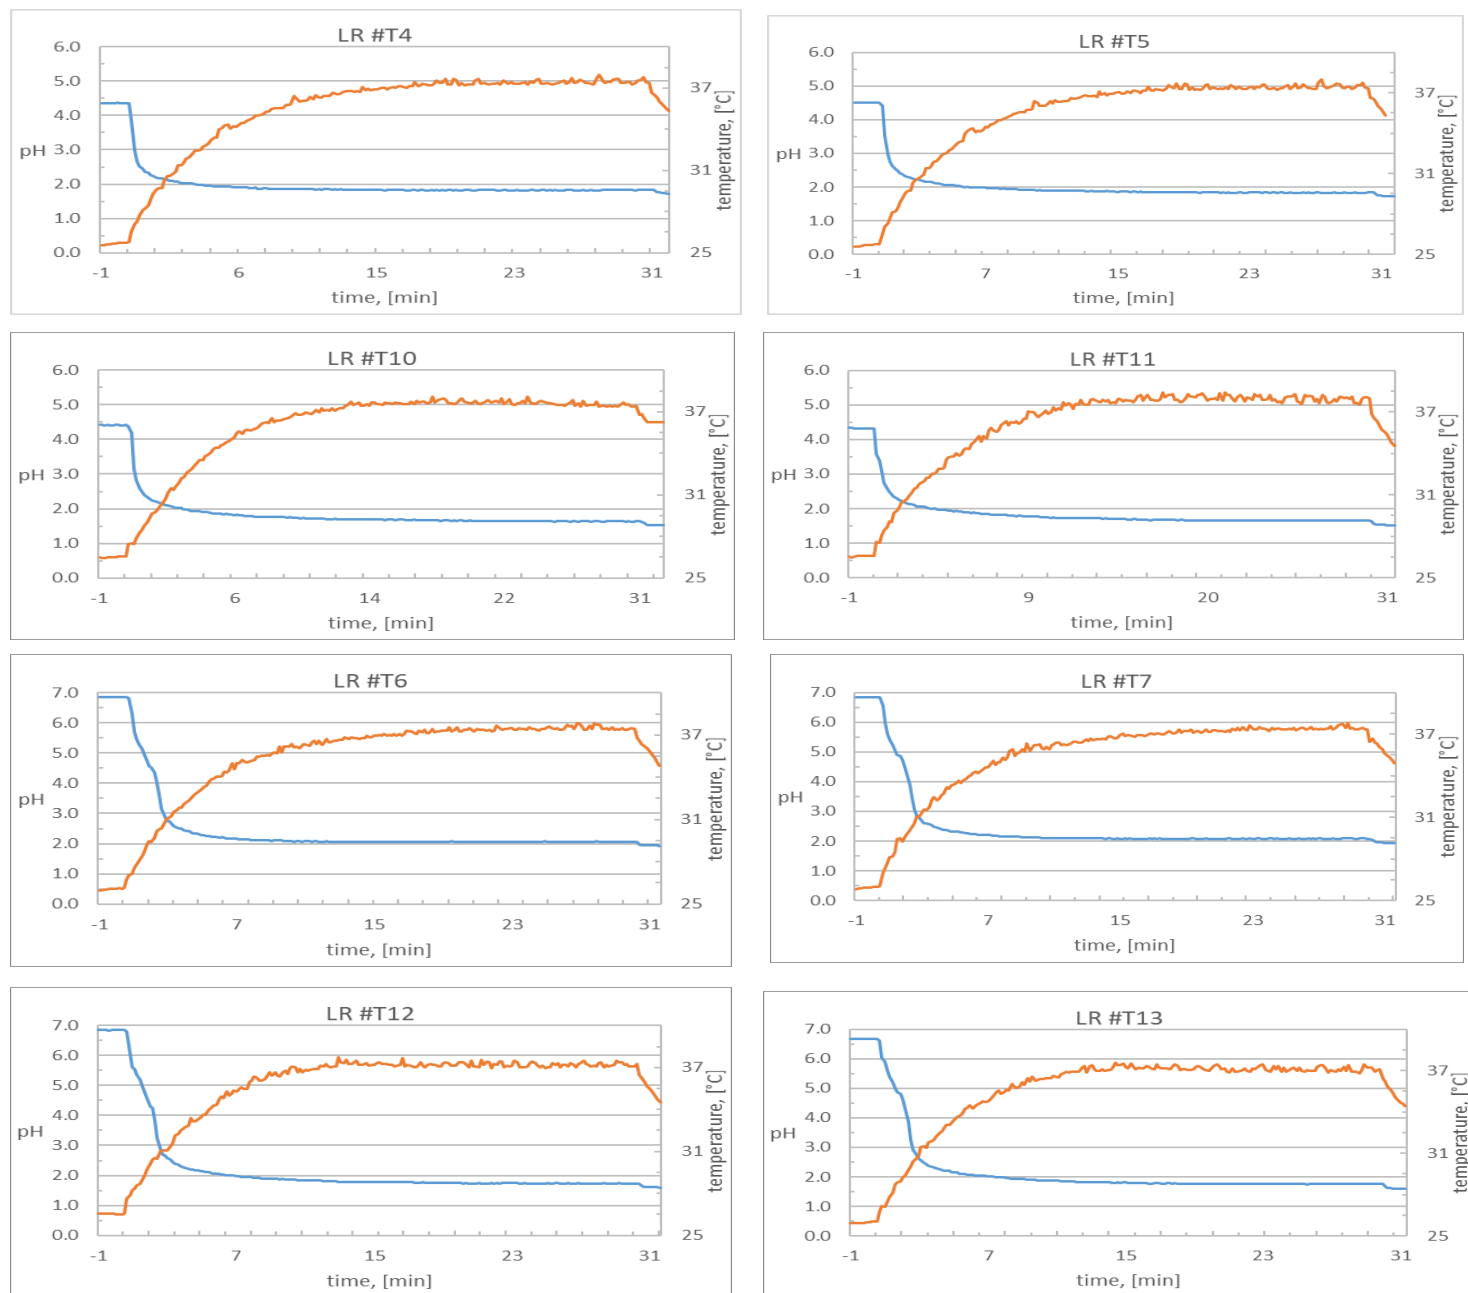 LR #T4
6.0
5.0
4.0
3.0
2.0
1.0
0.0
pH
37
31
25
temperature, [°C]
-1 6 15 23 31
time, [min]
LR #T5
6.0
5.0
4.0
3.0
2.0
1.0
0.0
pH
37
31
25
temperature, [°C]
-1 7 15 23 31
time, [min]
LR #T10
6.0
5.0
4.0
3.0
2.0
1.0
0.0
pH
37
31
25
temperature, [°C]
-1 6 14 22 31
time, [min]
LR #T11
6.0
5.0
4.0
3.0
2.0
1.0
0.0
pH
37
31
25
temperature, [°C]
-1 9 20 31
time, [min]
LR #T6
7.0
6.0
5.0
4.0
3.0
2.0
1.0
0.0
pH
37
31
25
temperature, [°C]
-1 7 15 23 31
time, [min]
LR #T7
7.0
6.0
5.0
4.0
3.0
2.0
1.0
0.0
pH
37
31
25
temperature, [°C]
-1 7 15 23 31
time, [min]
LR #T12
7.0
6.0
5.0
4.0
3.0
2.0
1.0
0.0
pH
37
31
25
temperature, [°C]
-1 7 15 23 31
time, [min]
LR #T13
7.0
6.0
5.0
4.0
3.0
2.0
1.0
0.0
pH
37
31
25
temperature, [°C]
-1 7 15 23 31
time, [min]